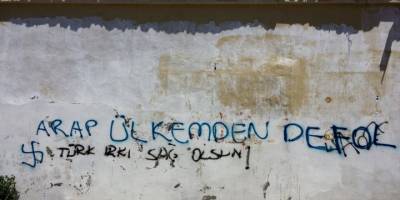 ARAP ÜLKEMDEN DEFOL
TÜRK IRKI SAĞ OLSUN!